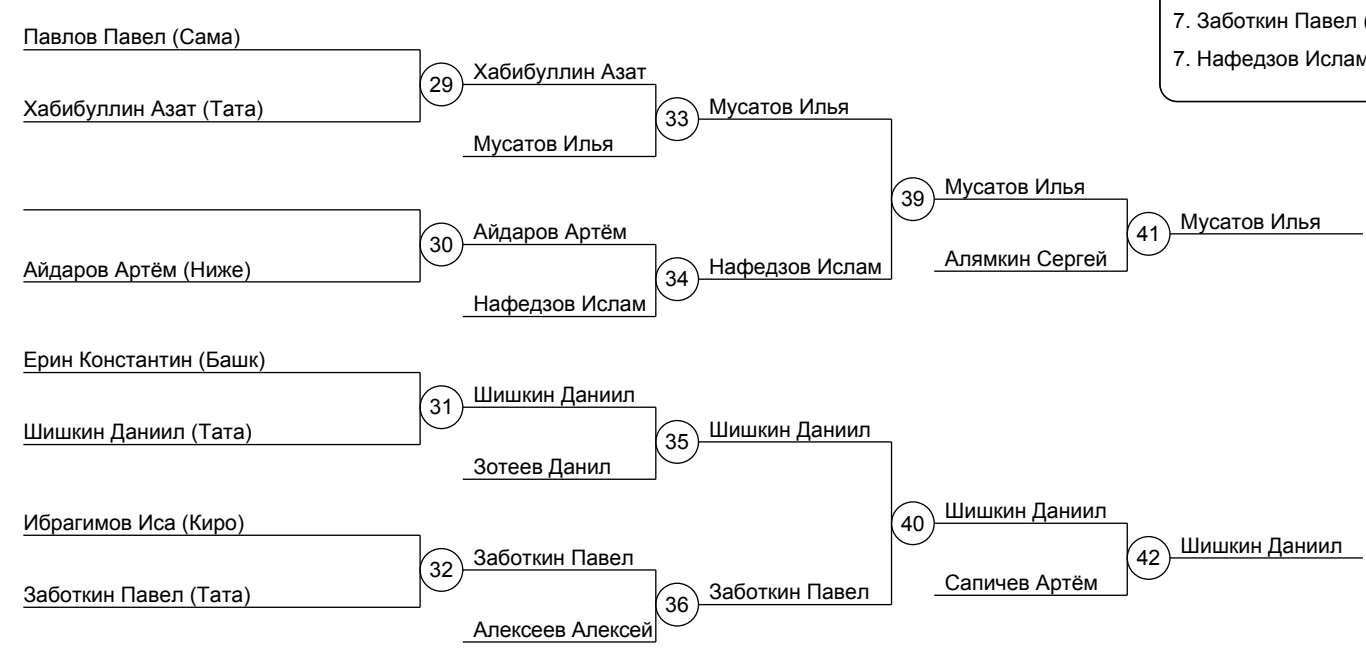 7. Заботкин Павел (
7. Нафедзов Ислам
Павлов Павел (Сама)
Хабибуллин Азат (Тата)
29
Хабибуллин Азат
Мусатов Илья
33
Мусатов Илья
Айдаров Артём (Ниже)
30
Айдаров Артём
Нафедзов Ислам
34
Нафедзов Ислам
39
Мусатов Илья
Алямкин Сергей
41
Мусатов Илья
Ерин Константин (Башк)
Шишкин Даниил (Тата)
31
Шишкин Даниил
Зотеев Данил
35
Шишкин Даниил
Ибрагимов Иса (Киро)
Заботкин Павел (Тата)
32
Заботкин Павел
Алексеев Алексей
36
Заботкин Павел
40
Шишкин Даниил
Сапичев Артём
42
Шишкин Даниил